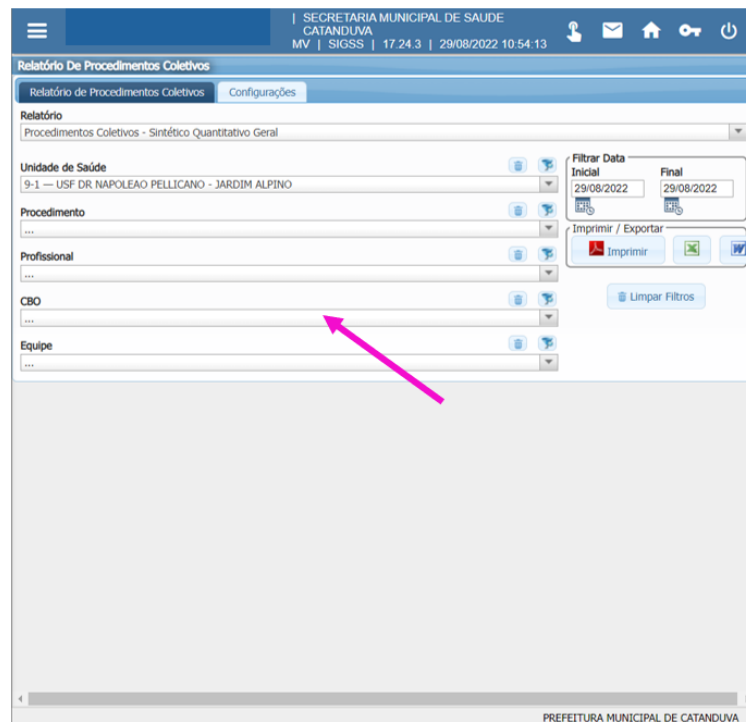 | SECRETARIA MUNICIPAL DE SAUDE
CATANDUVA
MV | SIGSS | 17.24.3 | 29/08/2022 10:54:13
Relatório De Procedimentos Coletivos
Relatório de Procedimentos Coletivos Configurações
Relatório
Procedimentos Coletivos - Sintético Quantitativo Geral
Unidade de Saúde
9-1 — USF DR NAPOLEAO PELLICANO - JARDIM ALPINO
Procedimento
...
Profissional
...
CBO
...
Equipe
...
Filtrar Data
Inicial Final
29/08/2022 29/08/2022
Imprimir / Exportar
Imprimir
Limpar Filtros
PREFEITURA MUNICIPAL DE CATANDUVA